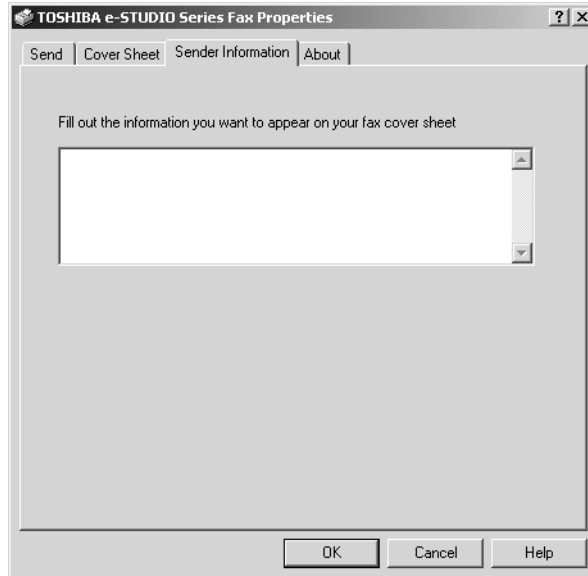 TOSHIBA e-STUDIO Series Fax Properties ? X
Send Cover Sheet Sender Information About
Fill out the information you want to appear on your fax cover sheet
OK Cancel Help